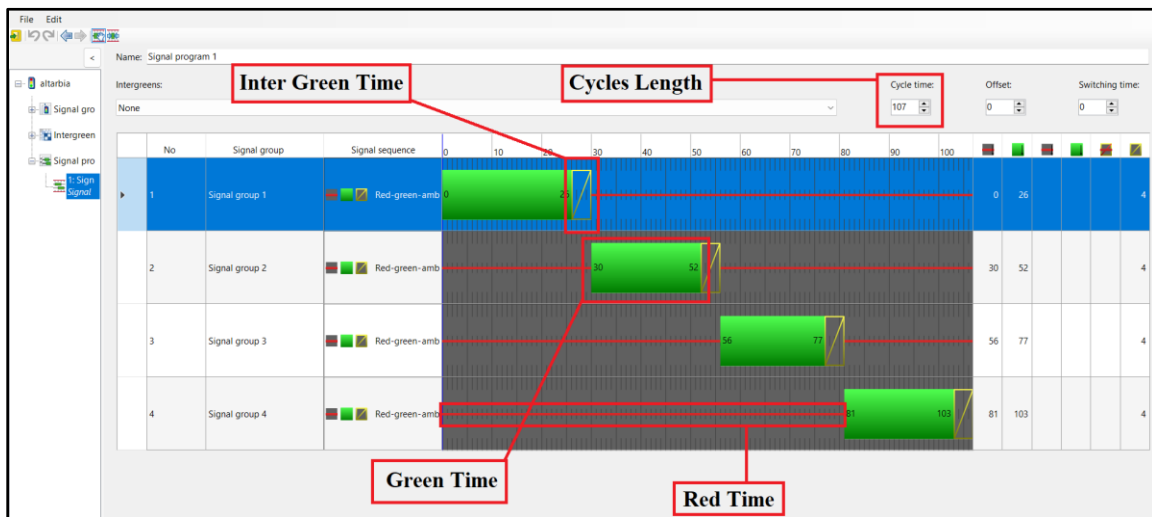 File Edit
Name: Signal program 1
Inter Green Time
Cycles Length
Intergreens:
Cycle time:
Offset:
Switching time:
None
107
0
0
altarbia
Signal gro
Intergreen
Signal pro
1: Sign
Signal
No Signal group Signal sequence 0 10 20 30 40 50 60 70 80 90 100
1 Signal group 1 Red-green-amb 0 26 0 26 4
2 Signal group 2 Red-green-amb 30 52 30 52 4
3 Signal group 3 Red-green-amb 56 77 56 77 4
4 Signal group 4 Red-green-amb 81 103 81 103 4
Green Time
Red Time